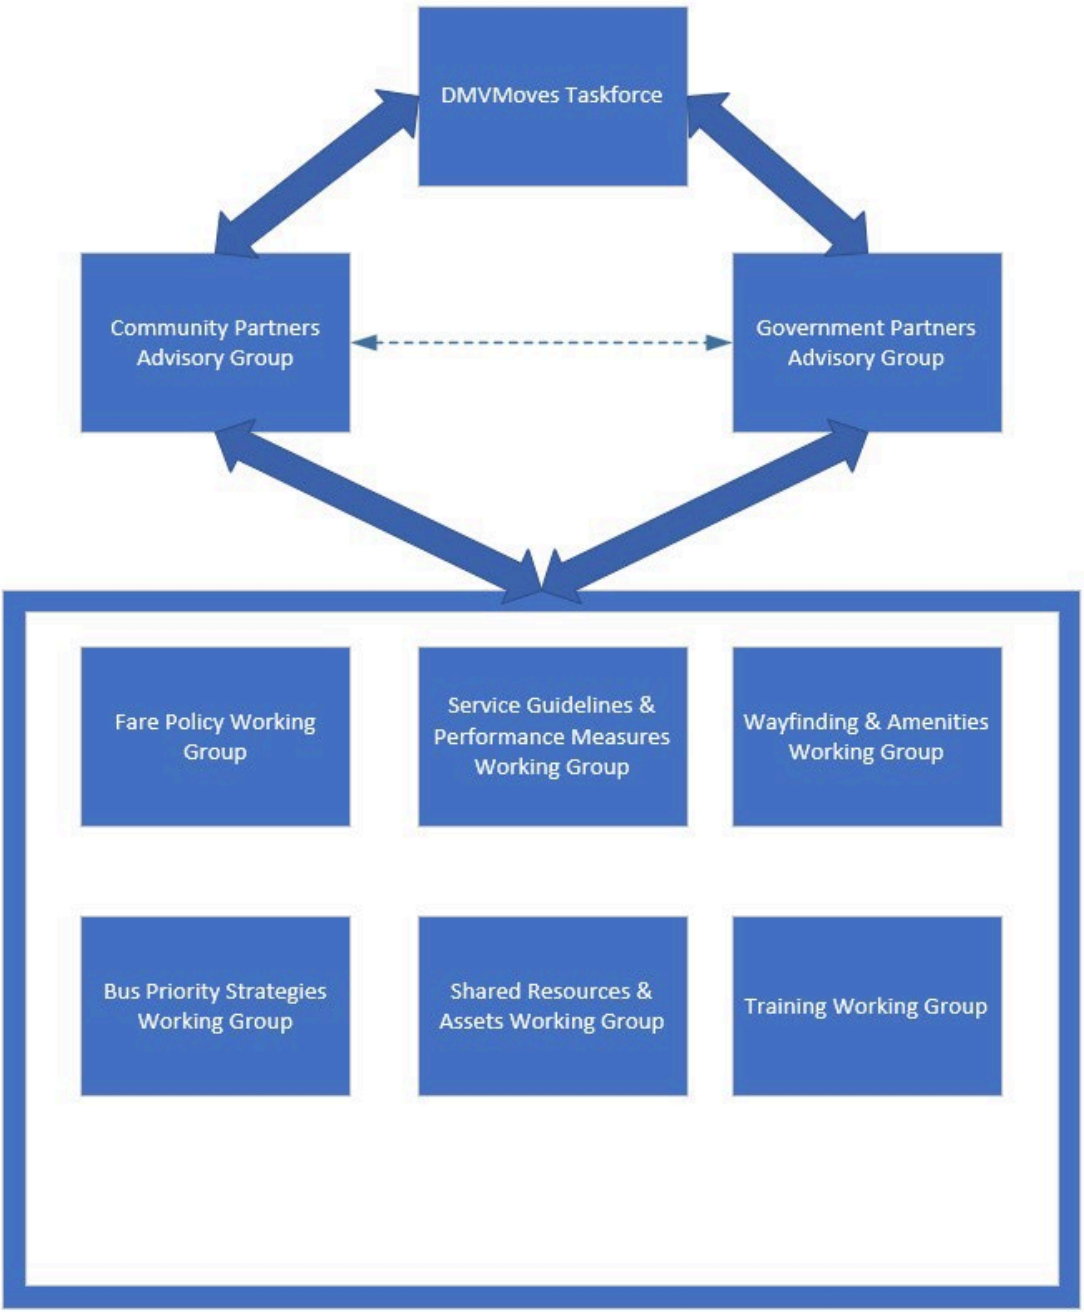 DMVMoves Taskforce
Community Partners
Advisory Group
Government Partners
Advisory Group
Fare Policy Working
Group
Service Guidelines &
Performance Measures
Working Group
Wayfinding & Amenities
Working Group
Bus Priority Strategies
Working Group
Shared Resources &
Assets Working Group
Training Working Group